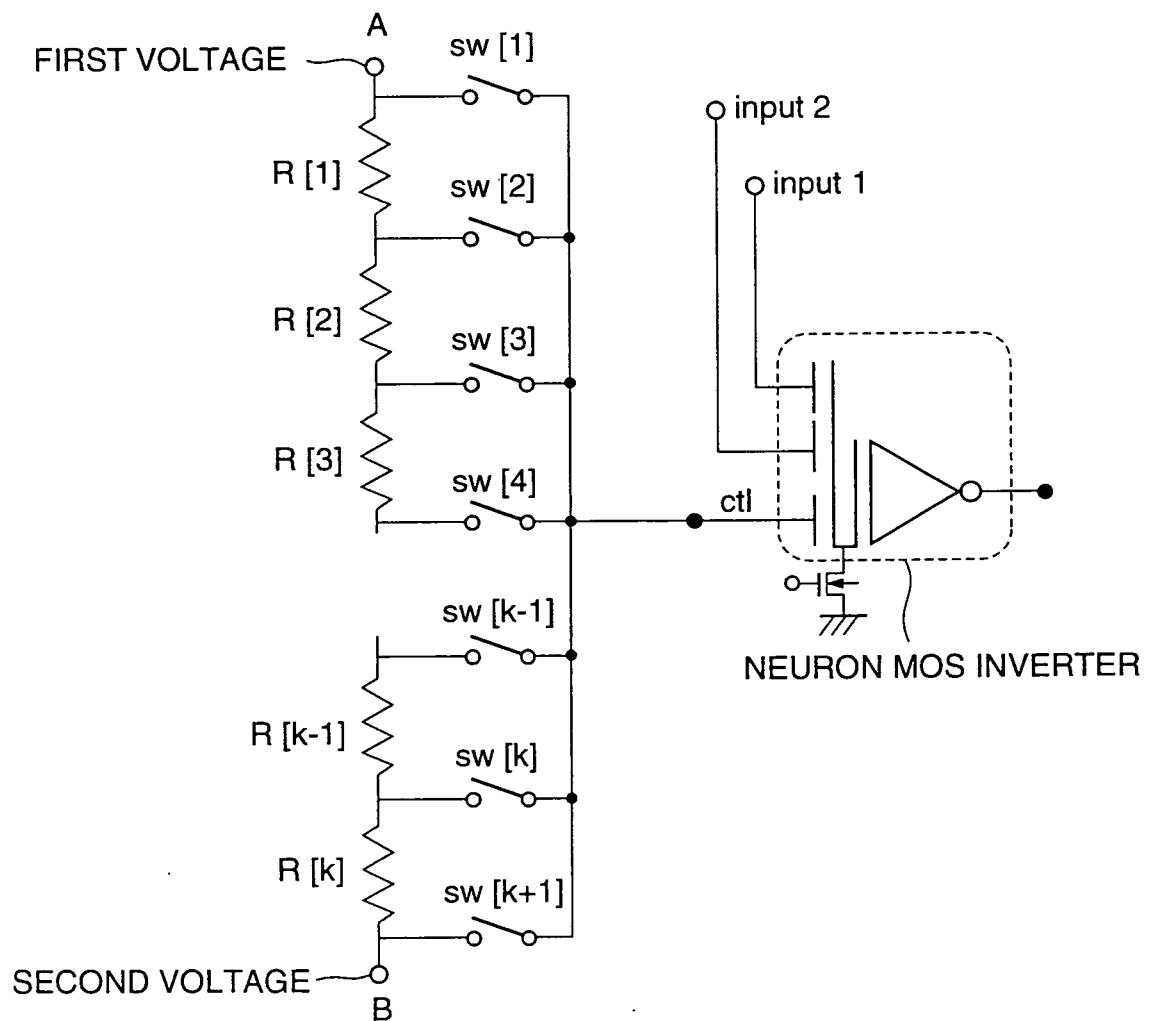 A
FIRST VOLTAGE
sw [1]
input 2
R [1]
sw [2]
input 1
R [2]
sw [3]
R [3]
sw [4]
ctl
sw [k-1]
NEURON MOS INVERTER
R [k-1]
sw [k]
R [k]
sw [k+1]
SECOND VOLTAGE
B